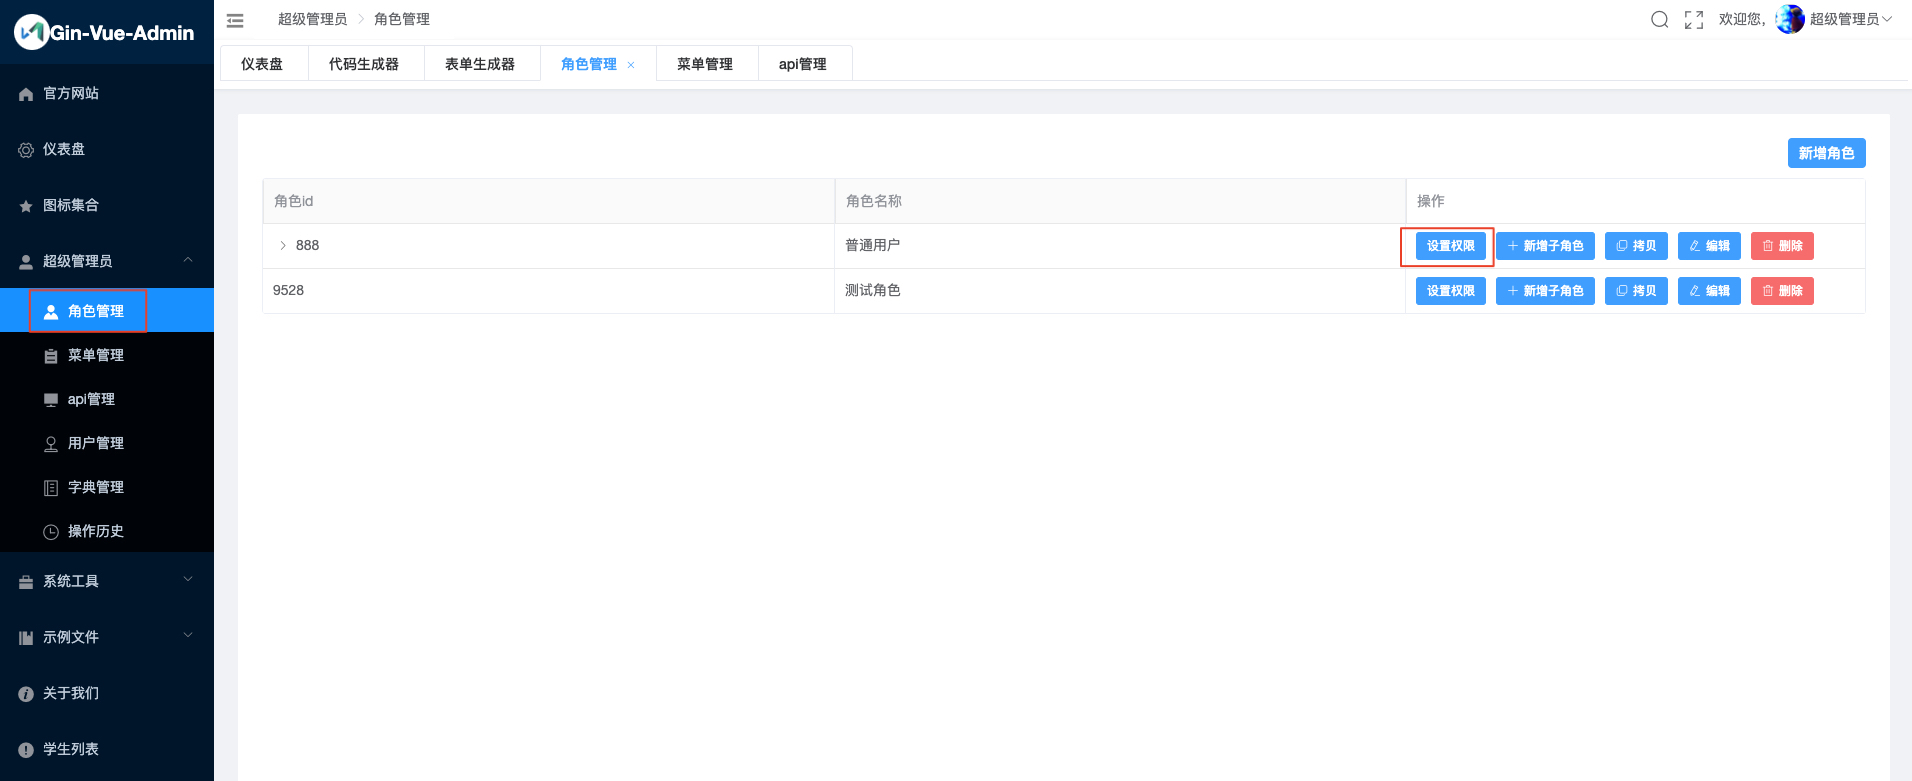 Gin-Vue-Admin
官方网站
仪表盘
图标集合
超级管理员
角色管理
菜单管理
api管理
用户管理
字典管理
操作历史
系统工具
示例文件
关于我们
学生列表
超级管理员 > 角色管理
欢迎您, 超级管理员
仪表盘 代码生成器 表单生成器 角色管理 × 菜单管理 api管理
新增角色
角色id 角色名称 操作
888 普通用户 设置权限 新增子角色 拷贝 编辑 删除
9528 测试角色 设置权限 新增子角色 拷贝 编辑 删除